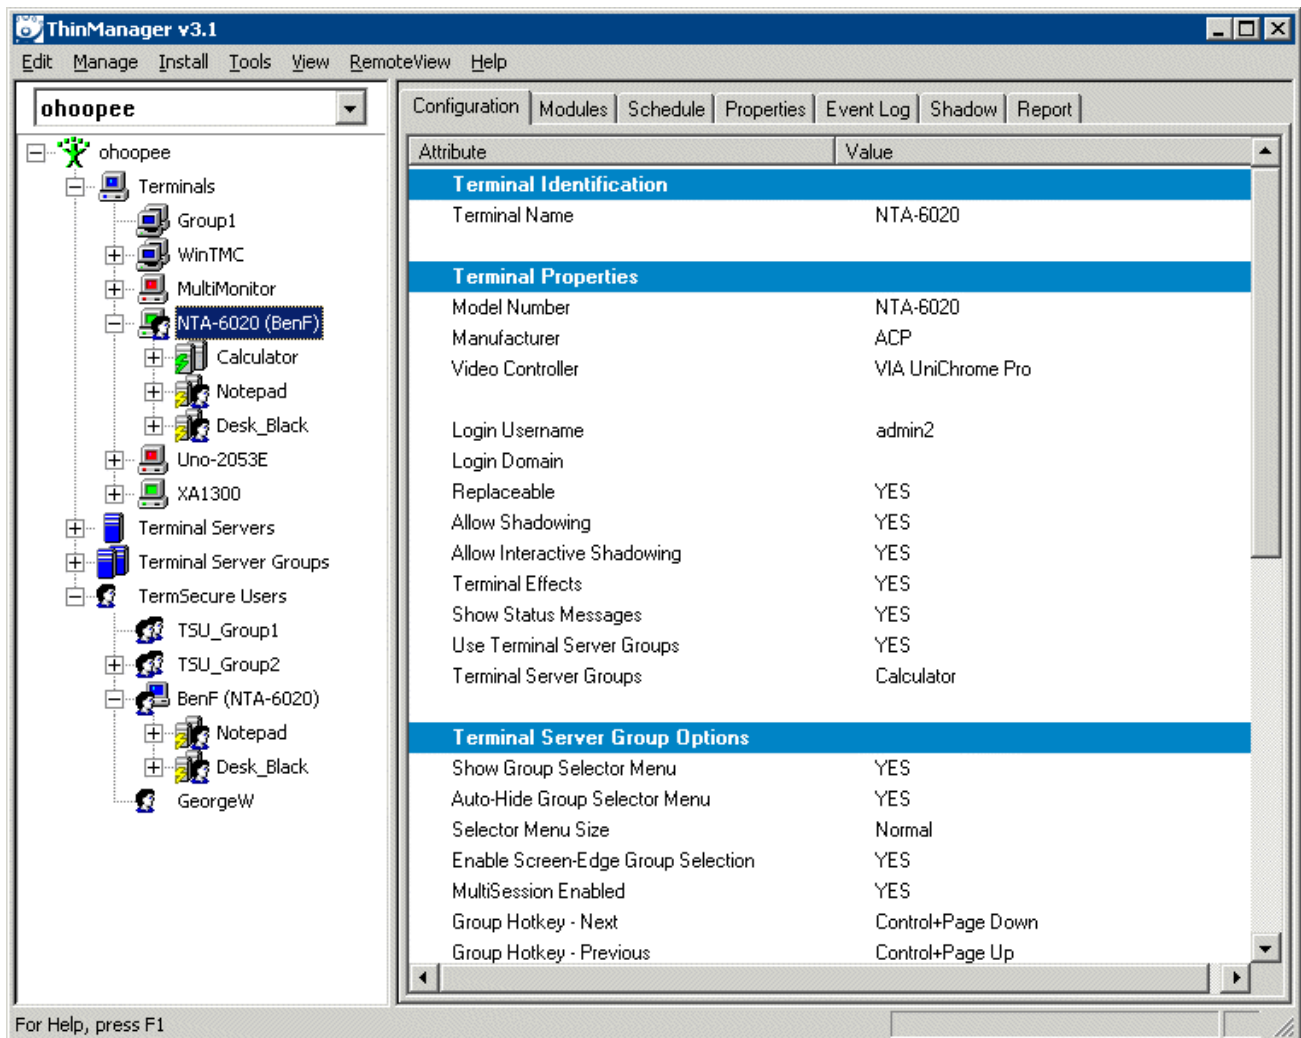 ThinManager v3.1
Edit Manage Install Tools View RemoteView Help
ohoopee
ohoopee
Terminals
Group1
WinTMC
MultiMonitor
NTA-6020 (BenF)
Calculator
Notepad
Desk_Black
Uno-2053E
XA1300
Terminal Servers
Terminal Server Groups
TermSecure Users
TSU_Group1
TSU_Group2
BenF (NTA-6020)
Notepad
Desk_Black
GeorgeW
Configuration Modules Schedule Properties Event Log Shadow Report
Attribute Value
Terminal Identification
Terminal Name NTA-6020
Terminal Properties
Model Number NTA-6020
Manufacturer ACP
Video Controller VIA UniChrome Pro
Login Username admin2
Login Domain
Replaceable YES
Allow Shadowing YES
Allow Interactive Shadowing YES
Terminal Effects YES
Show Status Messages YES
Use Terminal Server Groups YES
Terminal Server Groups Calculator
Terminal Server Group Options
Show Group Selector Menu YES
Auto-Hide Group Selector Menu YES
Selector Menu Size Normal
Enable Screen-Edge Group Selection YES
MultiSession Enabled YES
Group Hotkey - Next Control+Page Down
Group Hotkey - Previous Control+Page Up
For Help, press F1